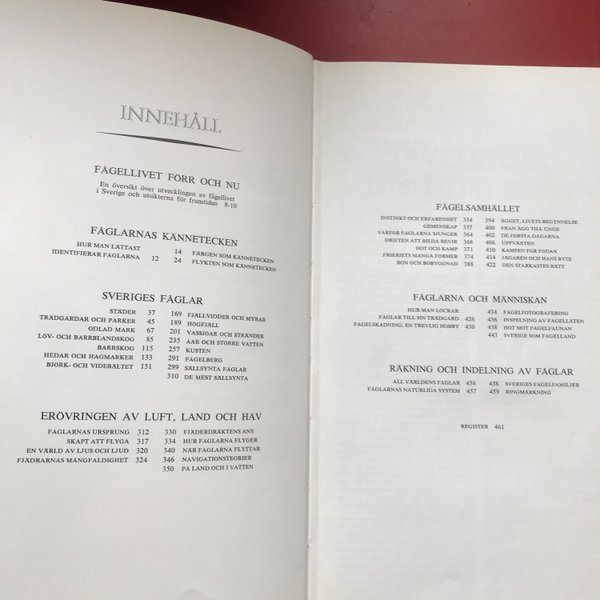 INNEHÅLL
FÅGELLIVET FÖRR OCH NU
En översikt över utvecklingen av fågellivet
i Sverige och utsikterna för framtiden 8-10
FÅGLARNAS KÄNNETECKEN
HUR MAN LÄTTAST 14 FÄRGEN SOM KÄNNETECKEN
IDENTIFIERAR FÅGLARNA 12 24 FLYKTEN SOM KÄNNETECKEN
SVERIGES FÅGLAR
STÄDER 37 169 FJÄLLVIDDER OCH MYRAR
TRÄDGÅRDAR OCH PARKER 45 189 HÖGFJÄLL
ODLAD MARK 67 201 VASSJÖAR OCH STRÄNDER
LÖV- OCH BARRBLANDSKOG 85 235 ÅAR OCH STÖRRE VATTEN
BARRSKOG 115 257 KUSTEN
HEDAR OCH HAGMARKER 133 291 FÅGELBERG
BJÖRK- OCH VIDEBÄLTET 151 299 SÄLLSYNTA FÅGLAR
310 DE MEST SÄLLSYNTA
ERÖVRINGEN AV LUFT, LAND OCH HAV
FÅGLARNAS URSPRUNG 312 330 FJÄDERDRÄKTENS ANS
SKAPT ATT FLYGA 317 334 HUR FÅGLARNA FLYGER
EN VÄRLD AV LJUS OCH LJUD 320 340 NÄR FÅGLARNA FLYTTAR
FJÄDRARNAS MÅNGFALDIGHET 324 346 NAVIGATIONSTEORIER
350 PÅ LAND OCH I VATTEN
FÅGELSAMHÄLLET
INSTINKT OCH ERFARENHET 354 394 ÄGGET, LIVETS BEGYNNELSE
GEMENSKAP 357 400 FRÅN ÄGG TILL UNGE
VARFÖR FÅGLARNA SJUNGER 364 402 DE FÖRSTA DAGARNA
DRIFTEN ATT BILDA REVIR 368 406 UPPVÄXTEN
HOT OCH KAMP 371 410 KAMPEN FÖR FÖDAN
FRIERIETS MÅNGA FORMER 374 414 JÄGAREN OCH HANS BYTE
BON OCH BOBYGGNAD 388 422 DEN STARKASTES RÄTT
FÅGLARNA OCH MÄNNISKAN
HUR MAN LOCKAR 434 FÅGELFOTOGRAFERING
FÅGLAR TILL SIN TRÄDGÅRD 426 436 INSPELNING AV FÅGELLÄTEN
FÅGELSKÅDNING, EN TREVLIG HOBBY 430 438 HOT MOT FÅGELFAUNAN
443 SVERIGE SOM FÅGELLAND
RÄKNING OCH INDELNING AV FÅGLAR
ALL VÄRLDENS FÅGLAR 456 458 SVERIGES FÅGELFAMILJER
FÅGLARNAS NATURLIGA SYSTEM 457 459 RINGMÄRKNING
REGISTER 461